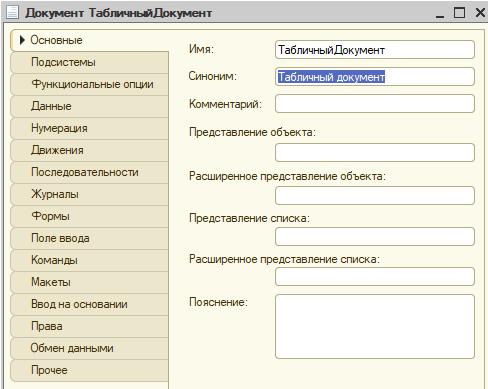 Документ ТабличныйДокумент
Основные
Подсистемы
Функциональные опции
Данные
Нумерация
Движения
Последовательности
Журналы
Формы
Поле ввода
Команды
Макеты
Ввод на основании
Права
Обмен данными
Прочее
Имя: ТабличныйДокумент
Синоним: Табличный документ
Комментарий:
Представление объекта:
Расширенное представление объекта:
Представление списка:
Расширенное представление списка:
Пояснение: